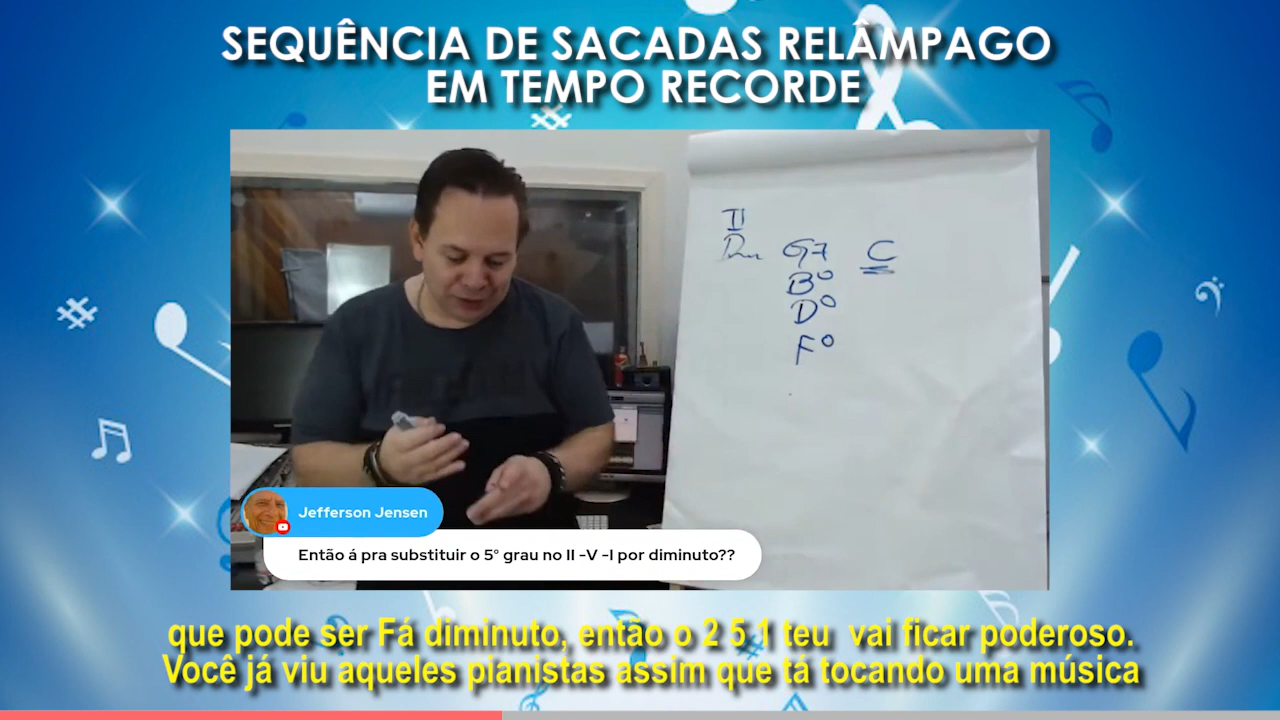 SEQUÊNCIA DE SACADAS RELÂMPAGO
EM TEMPO RECORDE
II
Dm G7 C
B°
D°
F°
Jefferson Jensen
Então á pra substituir o 5° grau no II -V -I por diminuto??
que pode ser Fá diminuto, então o 2 5 1 teu vai ficar poderoso.
Você já viu aqueles pianistas assim que tá tocando uma música